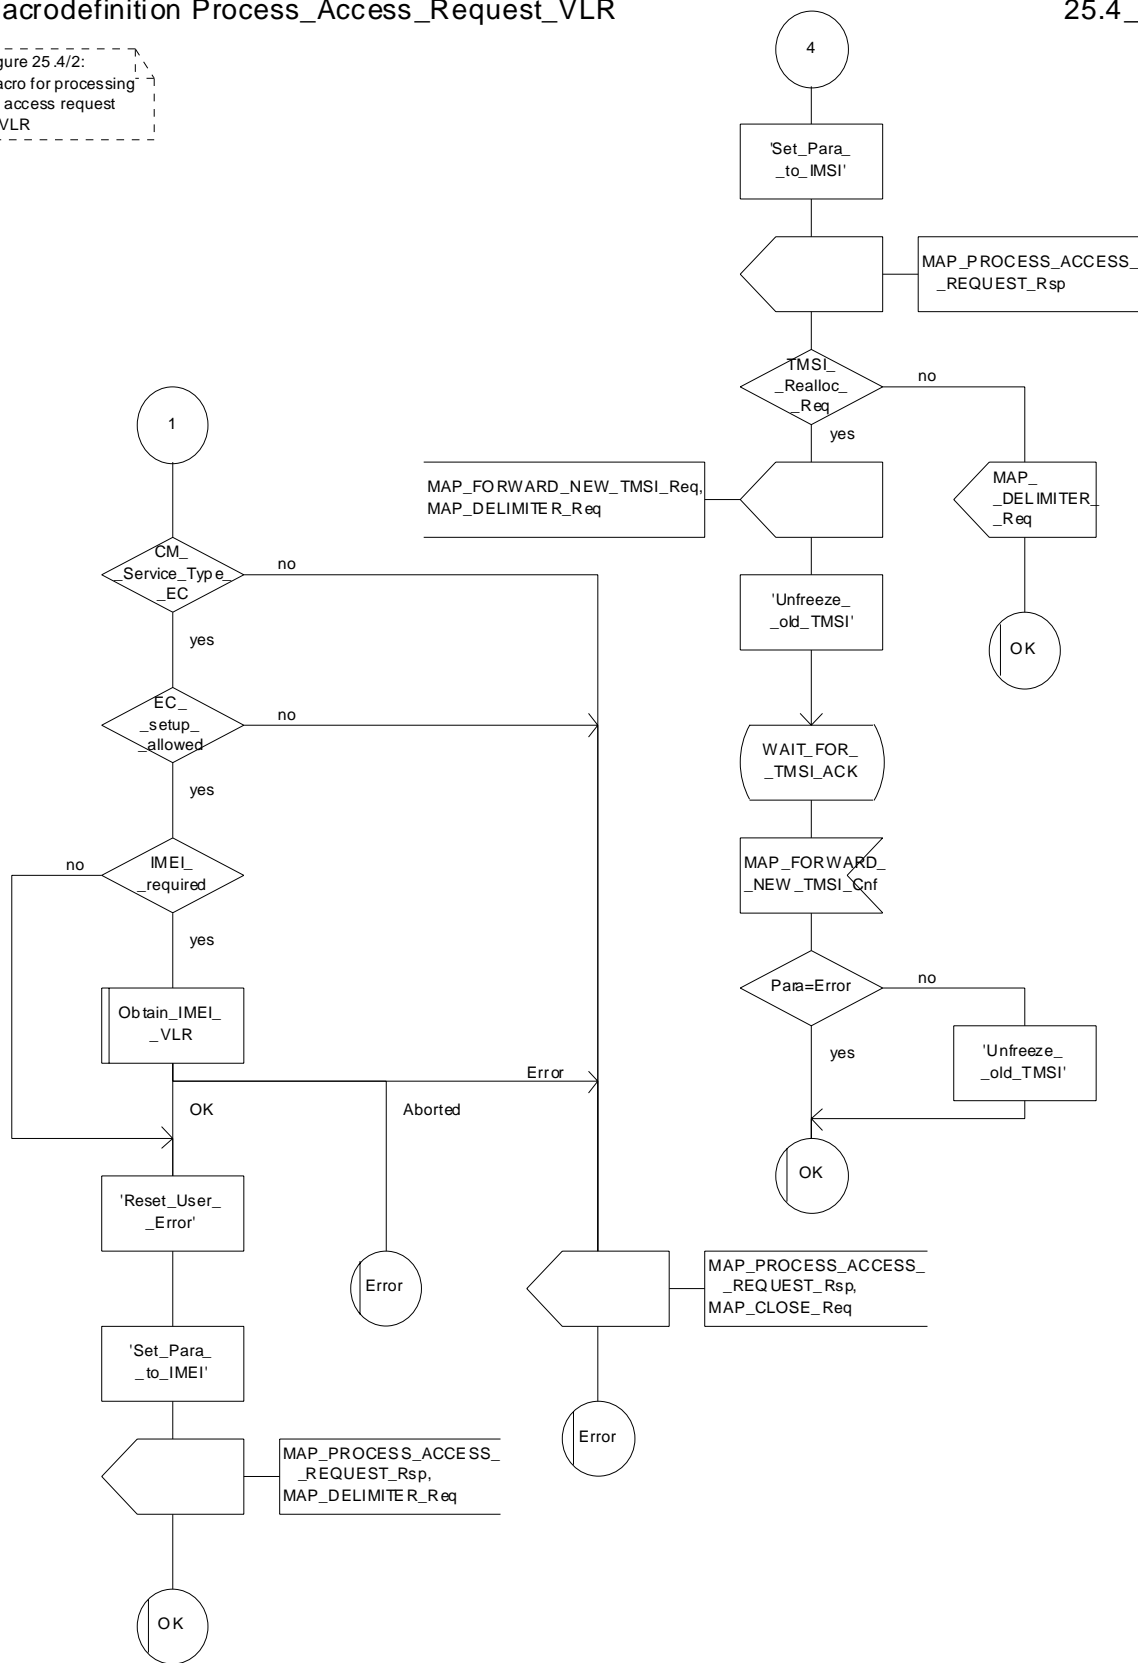 acrodefinition Process_Access_Request_VLR
25.4_
gure 25.4/2:
acro for processing
access request
VLR
4
'Set_Para_
_to_IMSI'
MAP_PROCESS_ACCESS_
_REQUEST_Rsp
TMSI_
_Realloc_
_Req
no
yes
MAP_FORWARD_NEW_TMSI_Req,
MAP_DELIMITER_Req
MAP_
_DELIMITER_
_Req
'Unfreeze_
_old_TMSI'
OK
WAIT_FOR_
_TMSI_ACK
MAP_FORWARD_
_NEW_TMSI_Cnf
Para=Error
no
yes
'Unfreeze_
_old_TMSI'
OK
1
CM_
_Service_Type_
_EC
no
yes
EC_
_setup_
_allowed
no
yes
IMEI_
_required
no
yes
Obtain_IMEI_
_VLR
Error
OK
Aborted
'Reset_User_
_Error'
Error
MAP_PROCESS_ACCESS_
_REQUEST_Rsp,
MAP_CLOSE_Req
'Set_Para_
_to_IMEI'
Error
MAP_PROCESS_ACCESS_
_REQUEST_Rsp,
MAP_DELIMITER_Req
OK